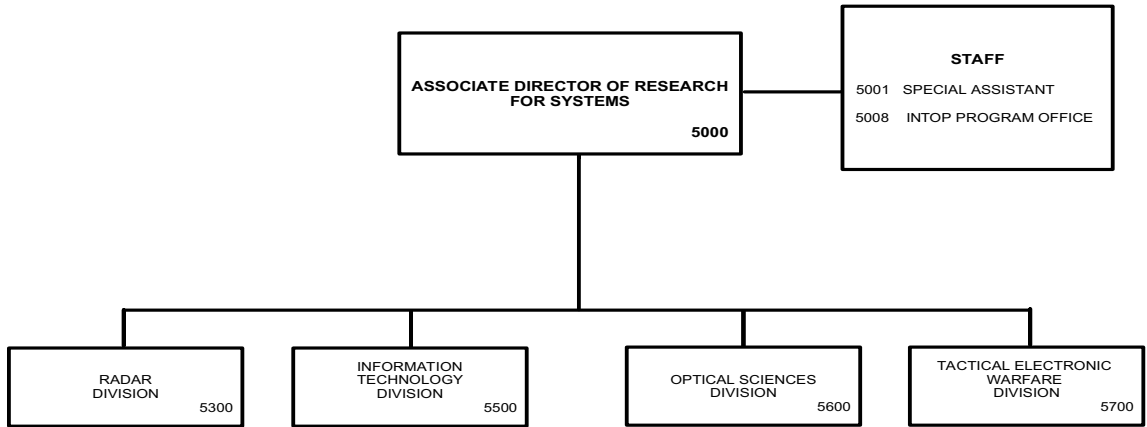 ASSOCIATE DIRECTOR OF RESEARCH
FOR SYSTEMS
5000
STAFF
5001 SPECIAL ASSISTANT
5008 INTOP PROGRAM OFFICE
RADAR
DIVISION
5300
INFORMATION
TECHNOLOGY
DIVISION
5500
OPTICAL SCIENCES
DIVISION
5600
TACTICAL ELECTRONIC
WARFARE
DIVISION
5700